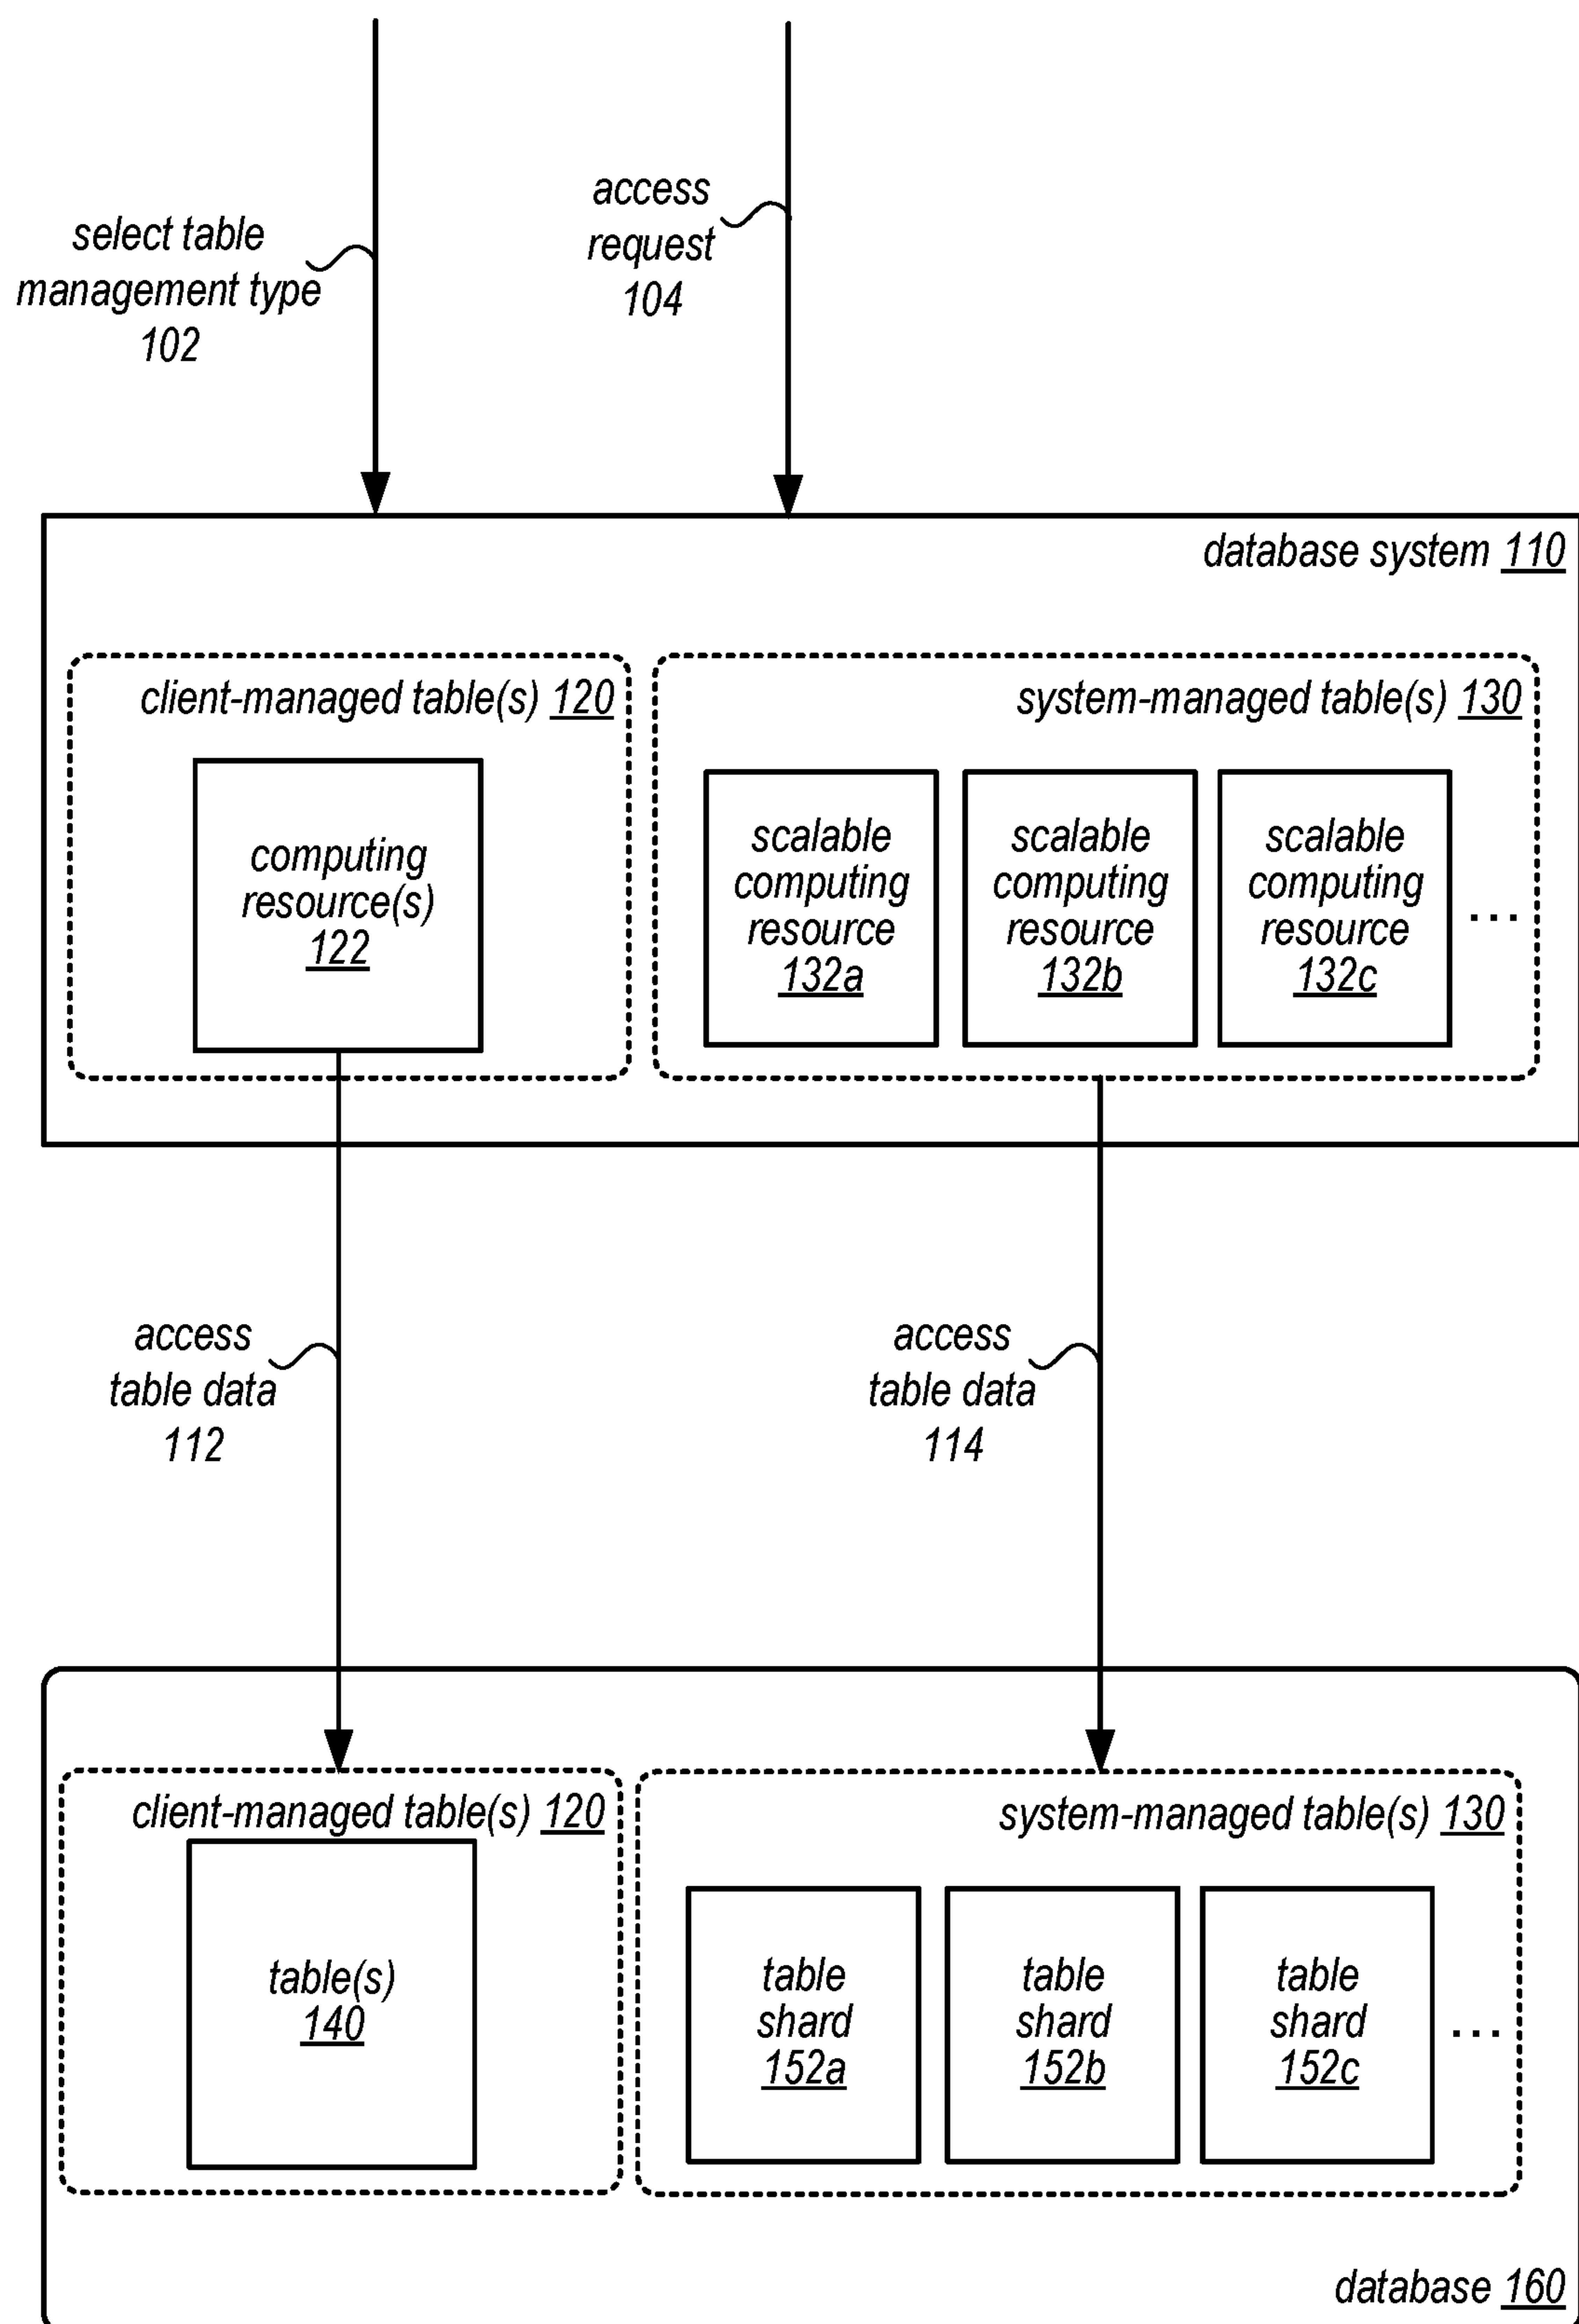 select table
management type
102
access
request
104
database system 110
client-managed table(s) 120
computing
resource(s)
122
system-managed table(s) 130
scalable
computing
resource
132a
scalable
computing
resource
132b
scalable
computing
resource
132c
...
access
table data
112
access
table data
114
client-managed table(s) 120
table(s)
140
system-managed table(s) 130
table
shard
152a
table
shard
152b
table
shard
152c
...
database 160